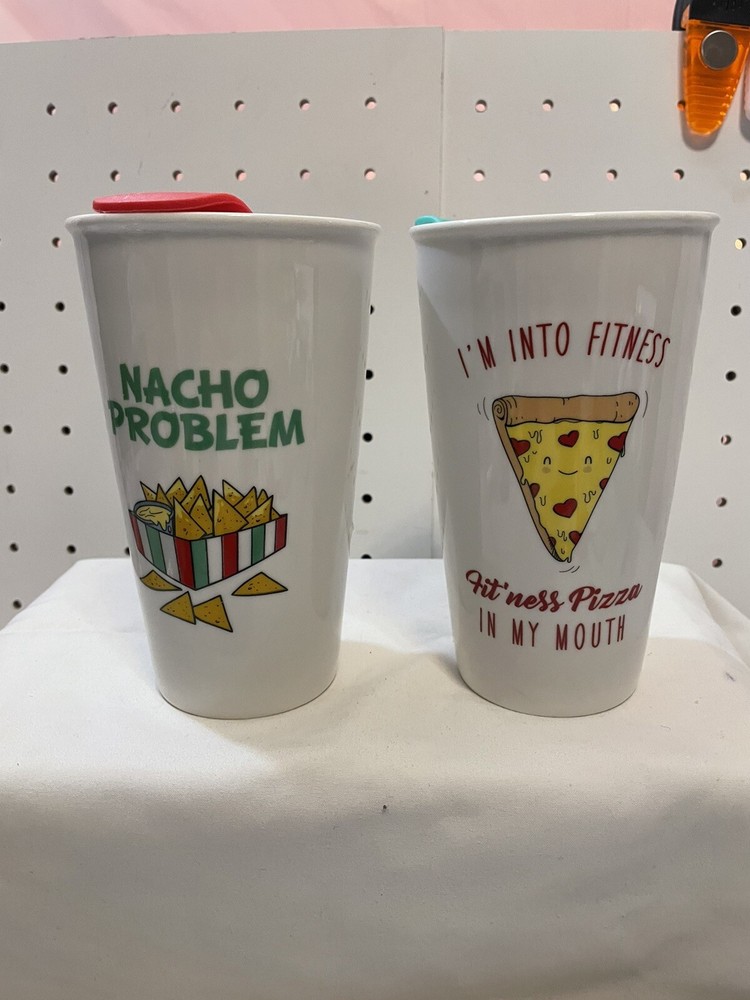 NACHO
PROBLEM
I'M INTO FITNESS
Fit'ness Pizza
IN MY MOUTH